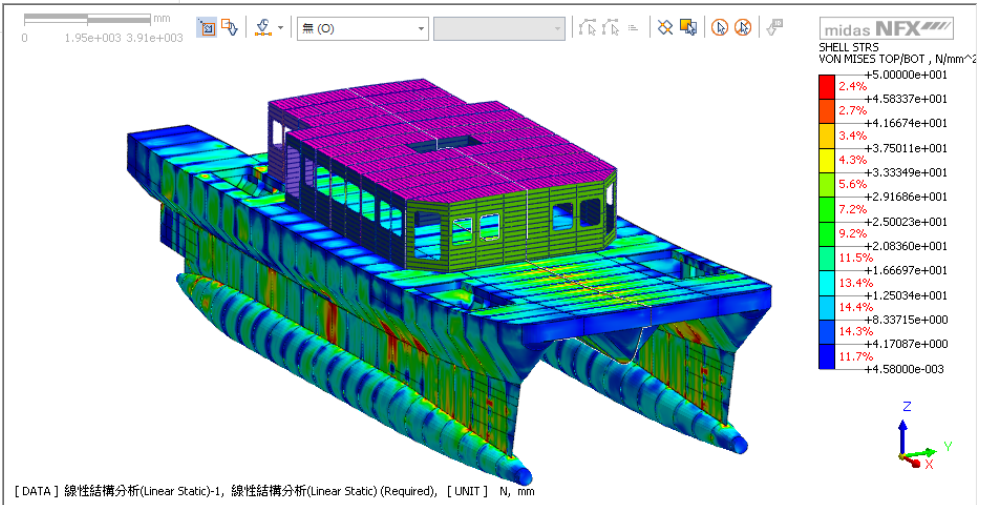 mm
0 1.95e+003 3.91e+003
無 (O)
midas NFX
SHELL STRS
VON MISES TOP/BOT , N/mm^2
+5.00000e+001
2.4%
+4.58337e+001
2.7%
+4.16674e+001
3.4%
+3.75011e+001
4.3%
+3.33349e+001
5.6%
+2.91686e+001
7.2%
+2.50023e+001
9.2%
+2.08360e+001
11.5%
+1.66697e+001
13.4%
+1.25034e+001
14.4%
+8.33715e+000
14.3%
+4.17087e+000
11.7%
+4.58000e-003
Z
Y
X
[ DATA ] 線性結構分析(Linear Static)-1, 線性結構分析(Linear Static) (Required), [ UNIT ] N, mm